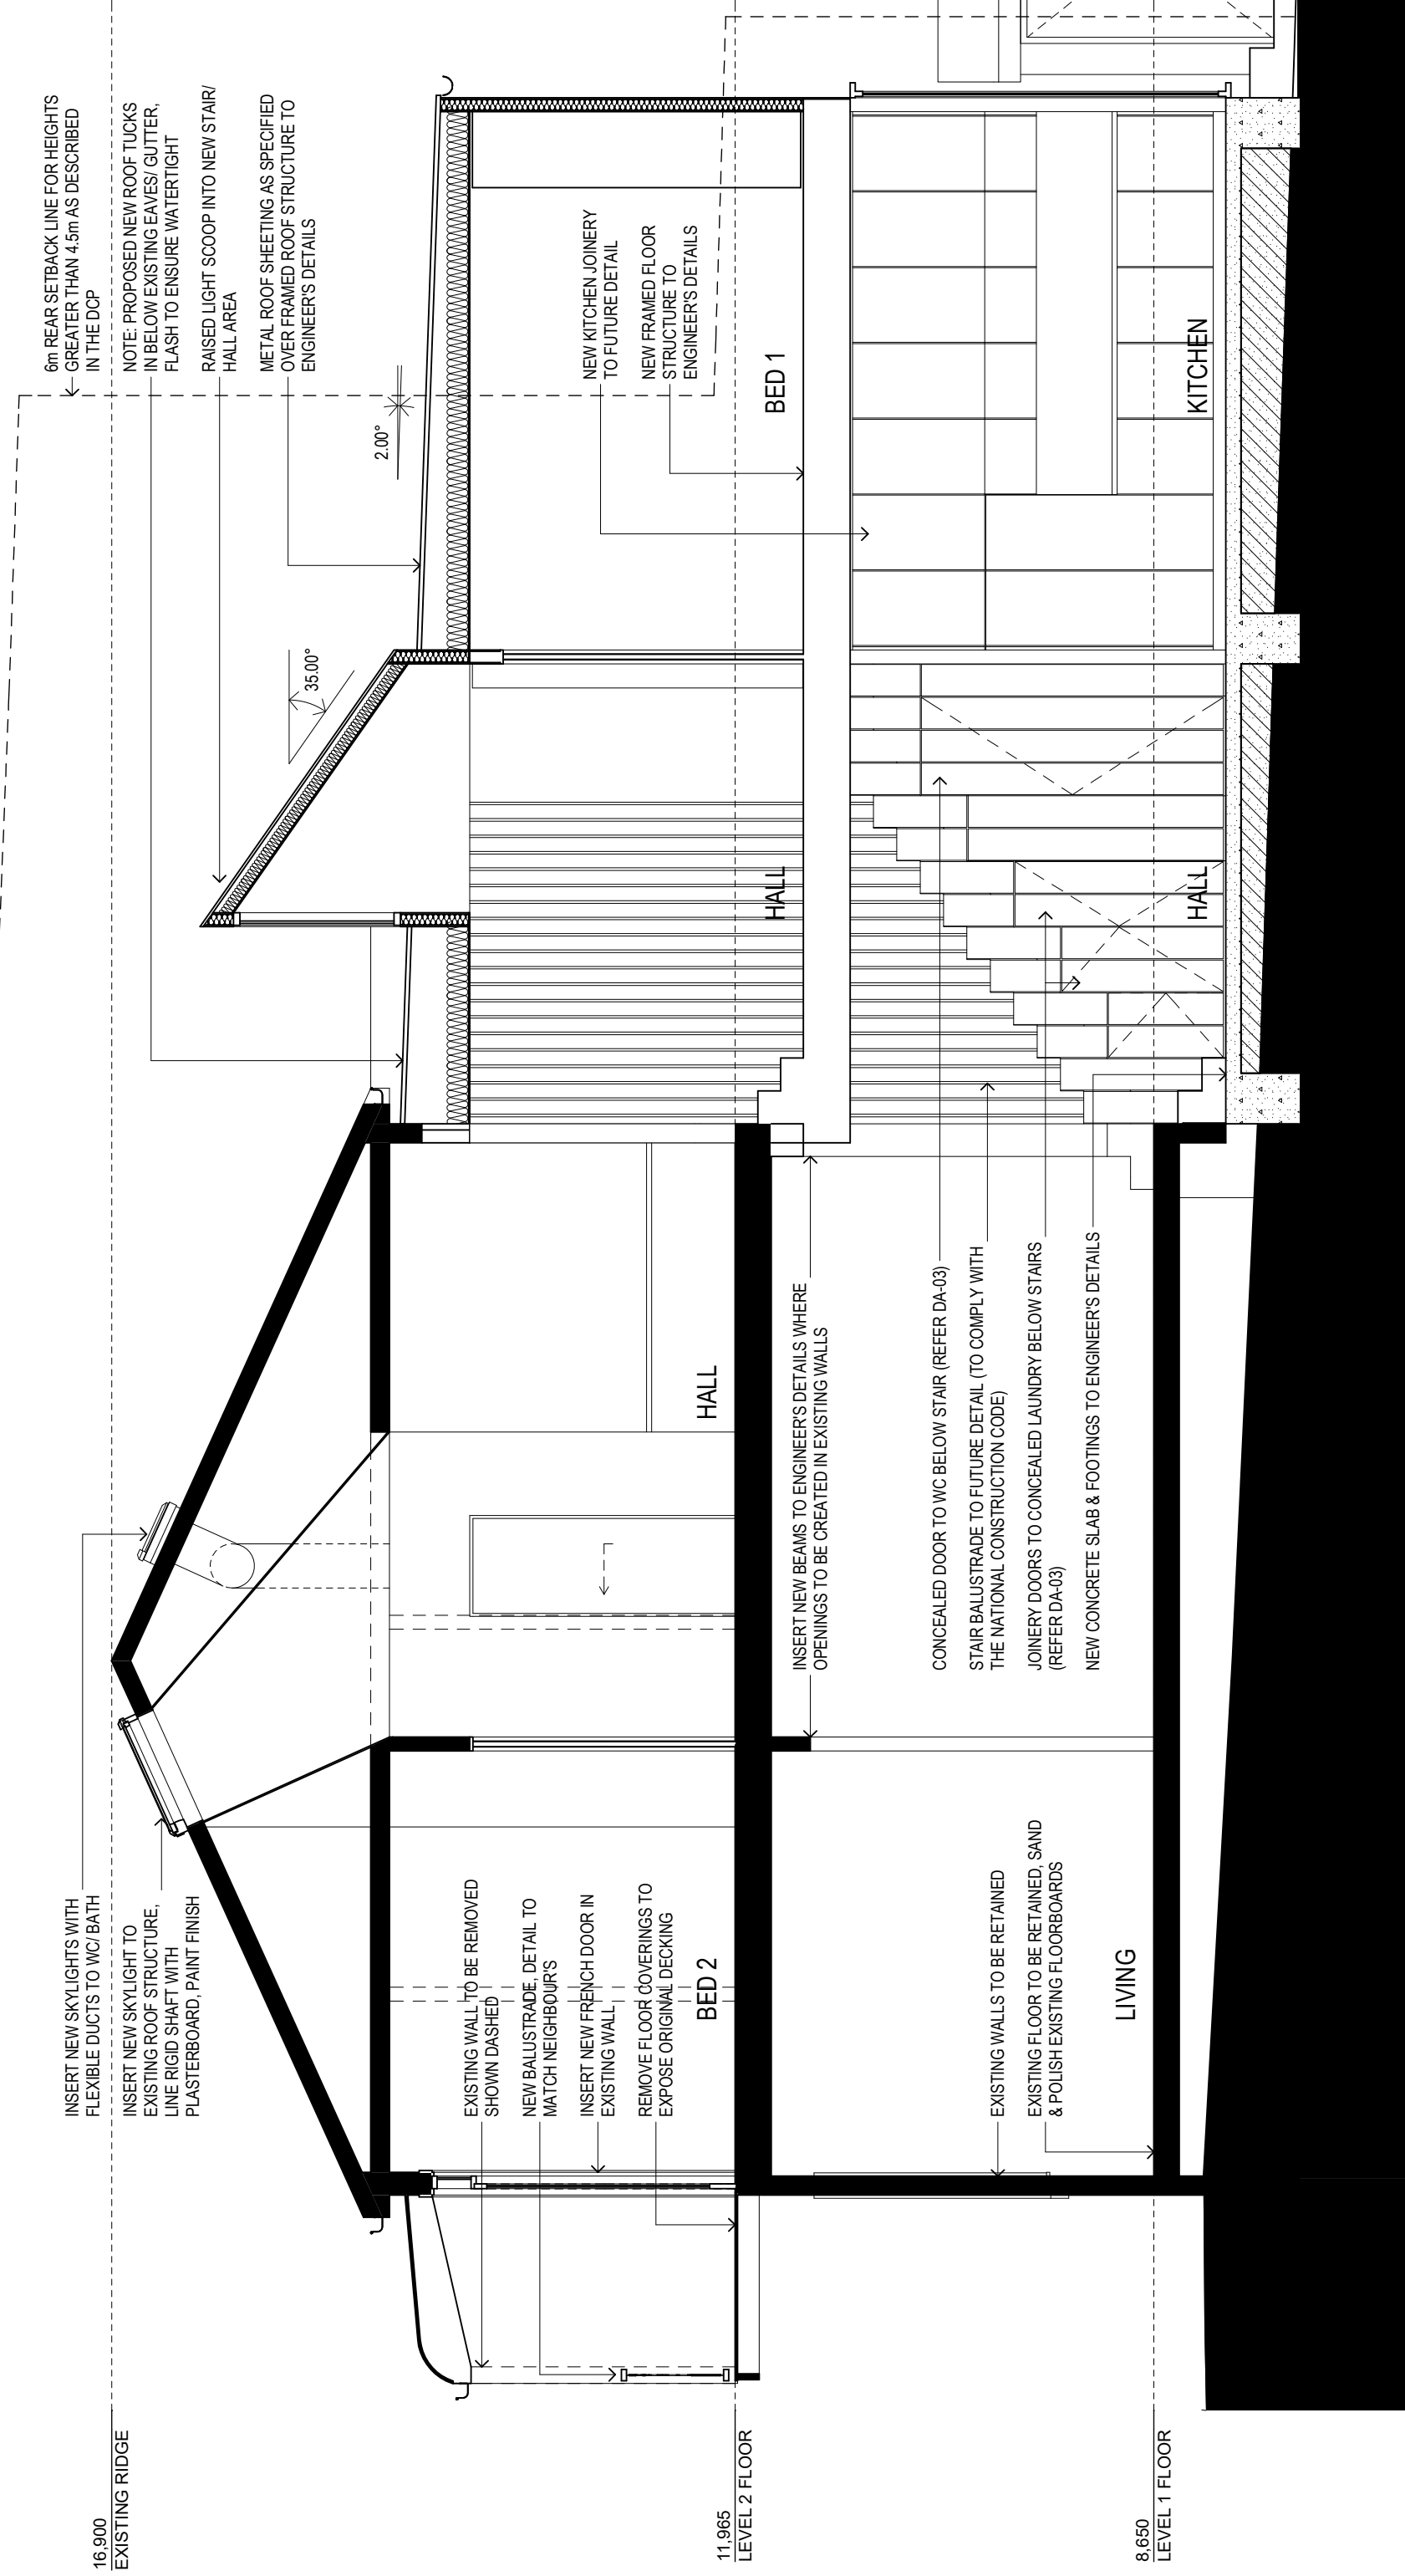 16,900
EXISTING RIDGE
11,965
LEVEL 2 FLOOR
8,650
LEVEL 1 FLOOR
INSERT NEW SKYLIGHTS WITH
FLEXIBLE DUCTS TO WC/ BATH
INSERT NEW SKYLIGHT TO
EXISTING ROOF STRUCTURE,
LINE RIGID SHAFT WITH
PLASTERBOARD, PAINT FINISH
EXISTING WALL TO BE REMOVED
SHOWN DASHED
NEW BALUSTRADE, DETAIL TO
MATCH NEIGHBOUR'S
INSERT NEW FRENCH DOOR IN
EXISTING WALL
REMOVE FLOOR COVERINGS TO
EXPOSE ORIGINAL DECKING
BED 2
EXISTING WALLS TO BE RETAINED
EXISTING FLOOR TO BE RETAINED, SAND
& POLISH EXISTING FLOORBOARDS
LIVING
HALL
INSERT NEW BEAMS TO ENGINEER'S DETAILS WHERE
OPENINGS TO BE CREATED IN EXISTING WALLS
CONCEALED DOOR TO WC BELOW STAIR (REFER DA-03)
STAIR BALUSTRADE TO FUTURE DETAIL (TO COMPLY WITH
THE NATIONAL CONSTRUCTION CODE)
JOINERY DOORS TO CONCEALED LAUNDRY BELOW STAIRS
(REFER DA-03)
NEW CONCRETE SLAB & FOOTINGS TO ENGINEER'S DETAILS
HALL
HALL
35.00°
2.00°
6m REAR SETBACK LINE FOR HEIGHTS
GREATER THAN 4.5m AS DESCRIBED
IN THE DCP
NOTE: PROPOSED NEW ROOF TUCKS
IN BELOW EXISTING EAVES/ GUTTER,
FLASH TO ENSURE WATERTIGHT
RAISED LIGHT SCOOP INTO NEW STAIR/
HALL AREA
METAL ROOF SHEETING AS SPECIFIED
OVER FRAMED ROOF STRUCTURE TO
ENGINEER'S DETAILS
NEW KITCHEN JOINERY
TO FUTURE DETAIL
NEW FRAMED FLOOR
STRUCTURE TO
ENGINEER'S DETAILS
BED 1
KITCHEN